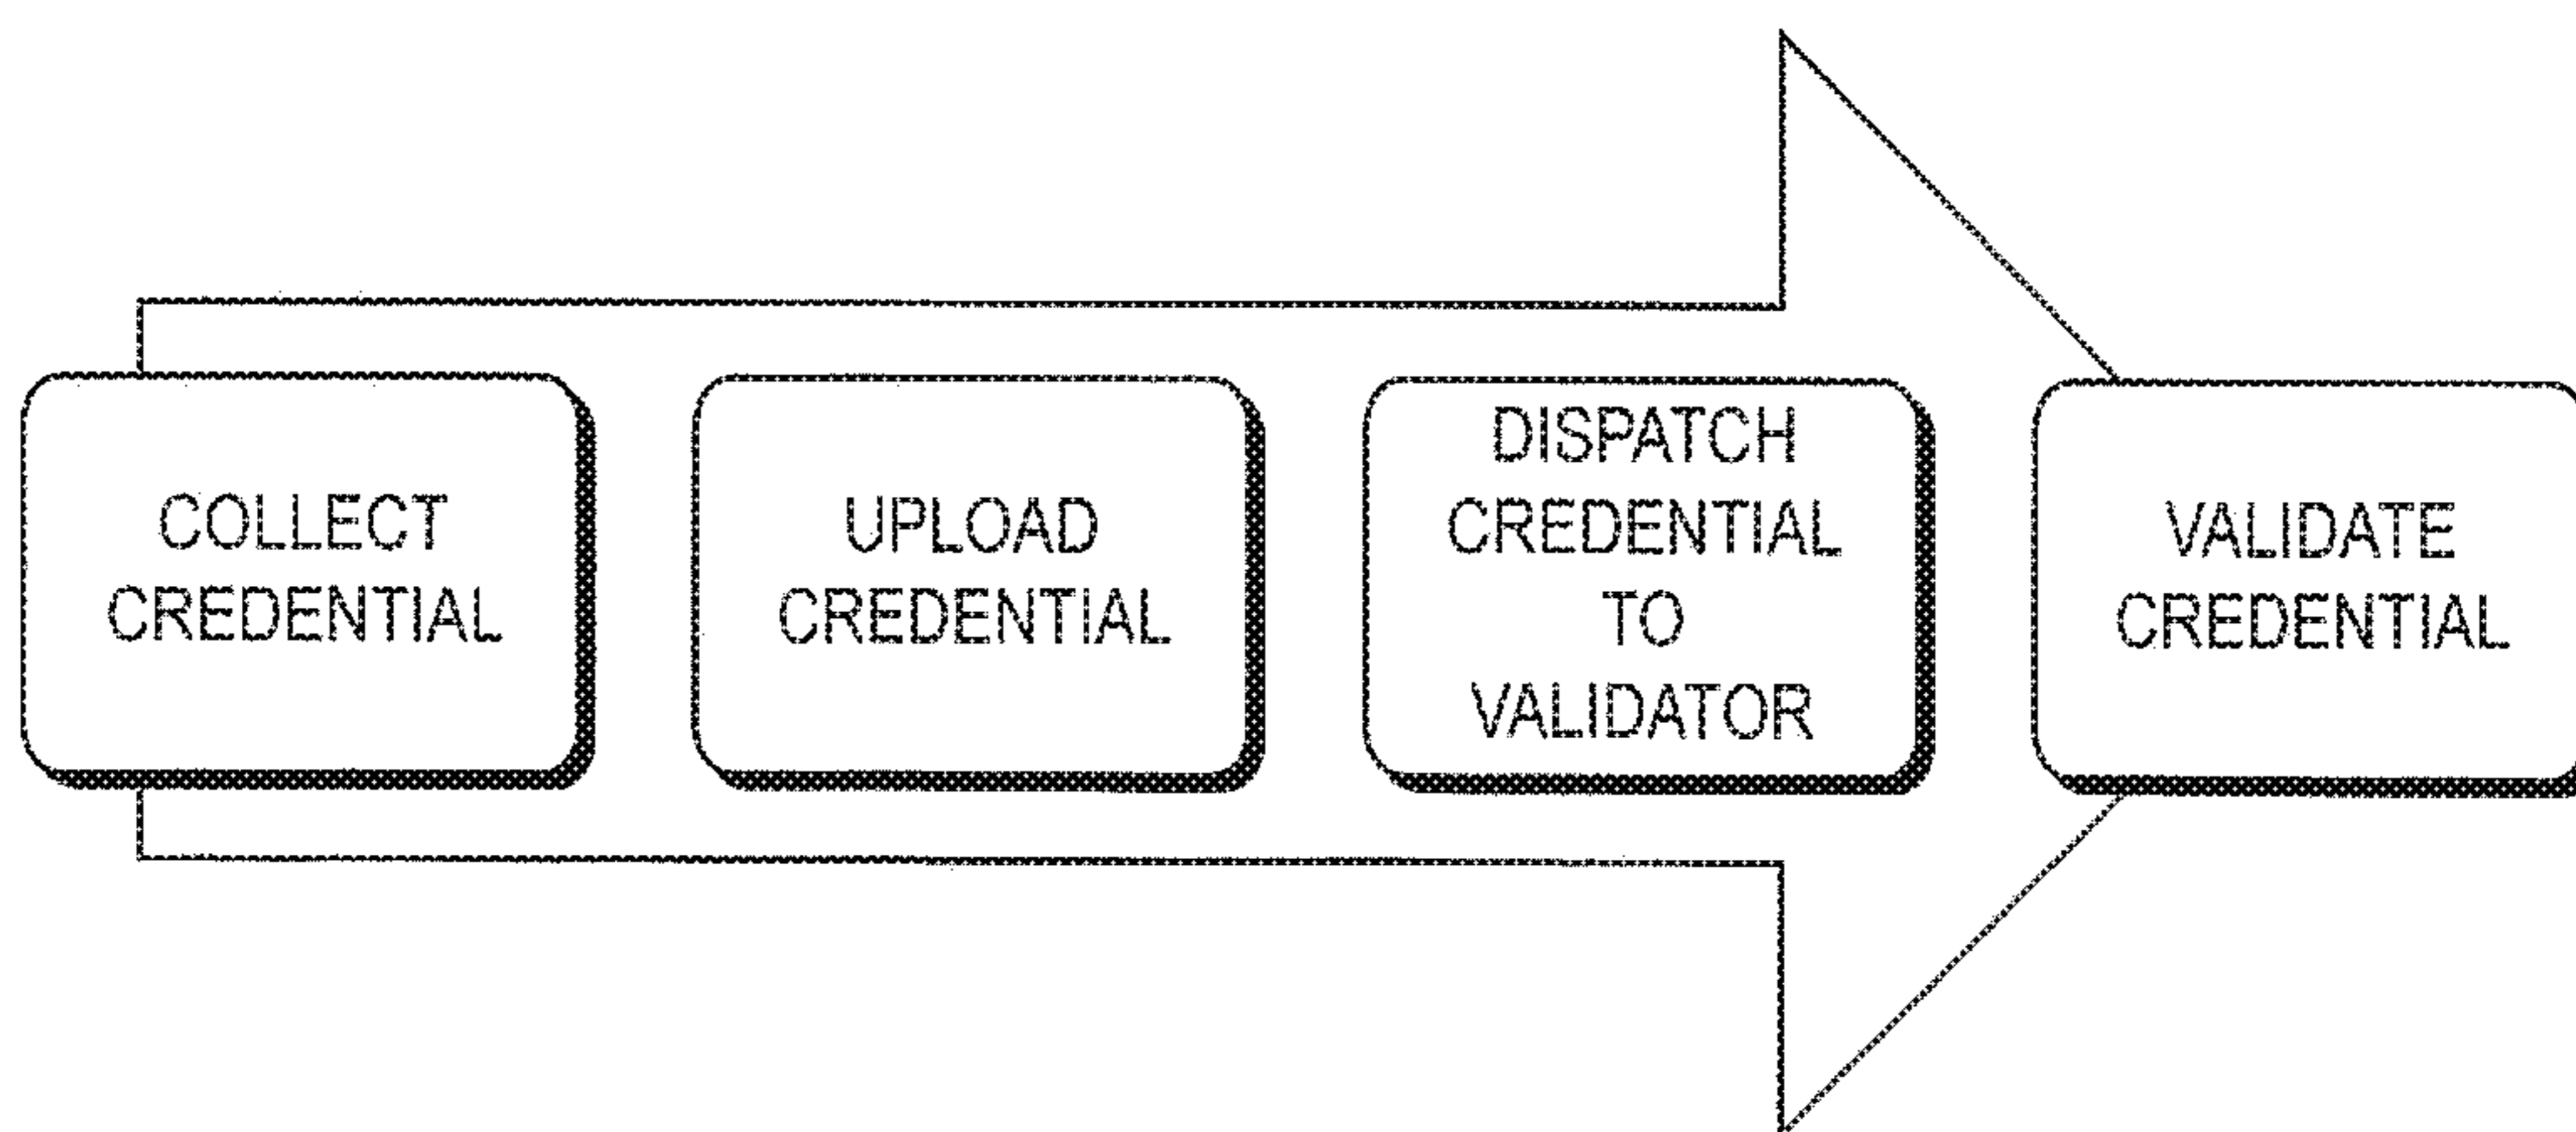 COLLECT
CREDENTIAL
UPLOAD
CREDENTIAL
DISPATCH
CREDENTIAL
TO
VALIDATOR
VALIDATE
CREDENTIAL